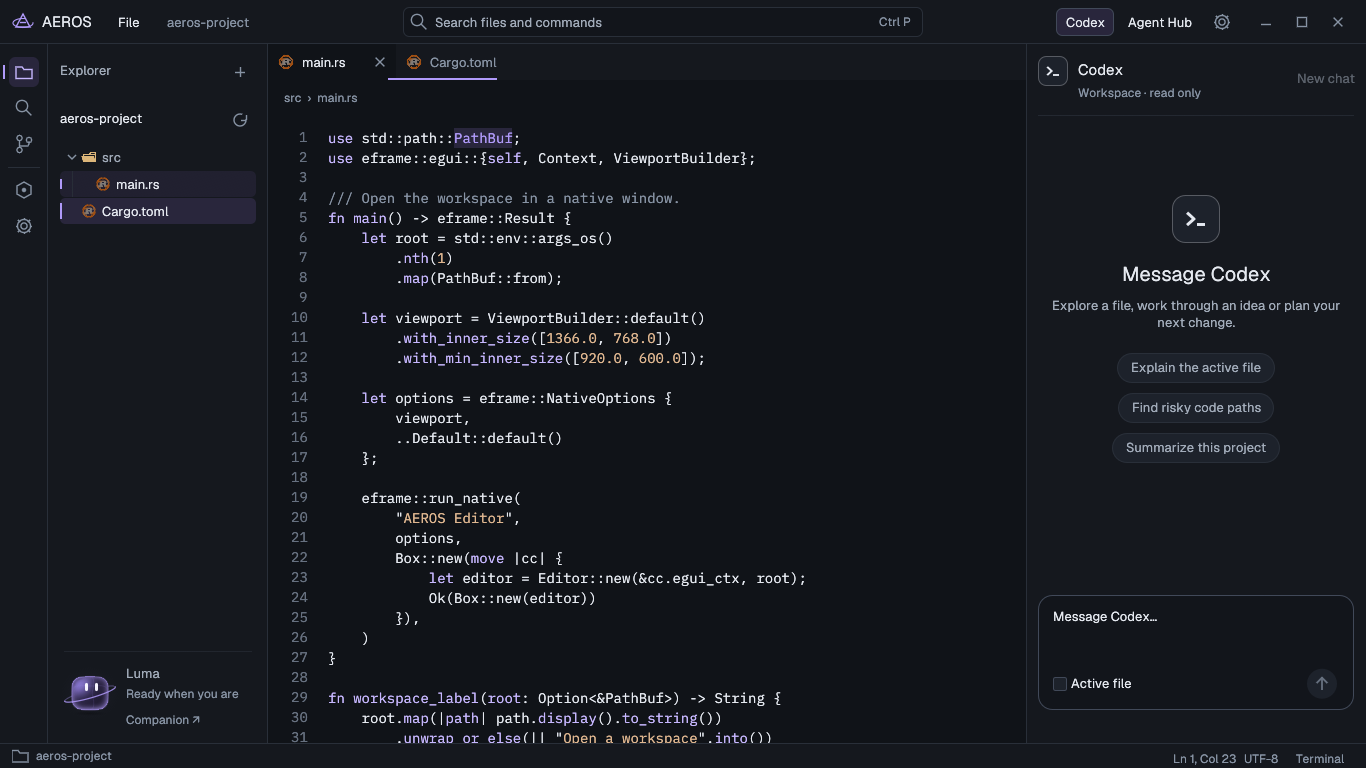 AEROS File aeros-project Search files and commands Ctrl P Codex Agent Hub
Explorer
aeros-project
src
main.rs
Cargo.toml
Luma
Ready when you are
Companion ↗
main.rs Cargo.toml
src › main.rs
1 use std::path::PathBuf;
2 use eframe::egui::{self, Context, ViewportBuilder};
3
4 /// Open the workspace in a native window.
5 fn main() -> eframe::Result {
6     let root = std::env::args_os()
7         .nth(1)
8         .map(PathBuf::from);
9
10     let viewport = ViewportBuilder::default()
11         .with_inner_size([1366.0, 768.0])
12         .with_min_inner_size([920.0, 600.0]);
13
14     let options = eframe::NativeOptions {
15         viewport,
16         ..Default::default()
17     };
18
19     eframe::run_native(
20         "AEROS Editor",
21         options,
22         Box::new(move |cc| {
23             let editor = Editor::new(&cc.egui_ctx, root);
24             Ok(Box::new(editor))
25         }),
26     )
27 }
28
29 fn workspace_label(root: Option<&PathBuf>) -> String {
30     root.map(|path| path.display().to_string())
31         .unwrap_or_else(|| "Open a workspace".into())
Codex
Workspace · read only
New chat
Message Codex
Explore a file, work through an idea or plan your
next change.
Explain the active file
Find risky code paths
Summarize this project
Message Codex…
Active file
aeros-project Ln 1, Col 23 UTF-8 Terminal